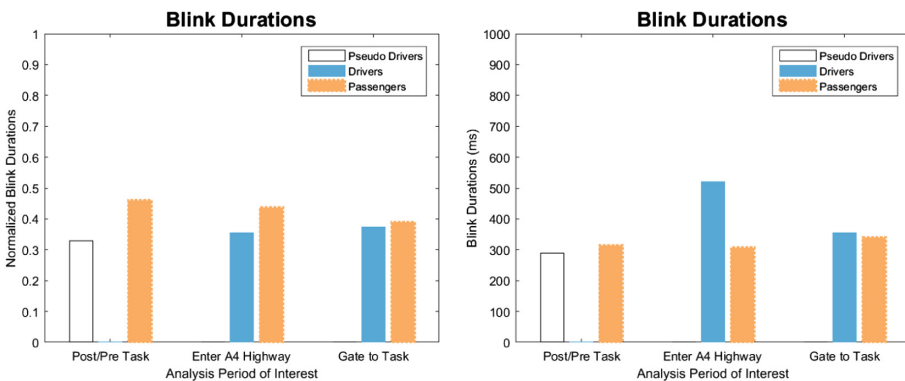 Blink Durations
Normalized Blink Durations
1
0.9
0.8
0.7
0.6
0.5
0.4
0.3
0.2
0.1
0
Pseudo Drivers
Drivers
Passengers
Post/Pre Task Enter A4 Highway Gate to Task
Analysis Period of Interest
Blink Durations
Blink Durations (ms)
1000
900
800
700
600
500
400
300
200
100
0
Pseudo Drivers
Drivers
Passengers
Post/Pre Task Enter A4 Highway Gate to Task
Analysis Period of Interest